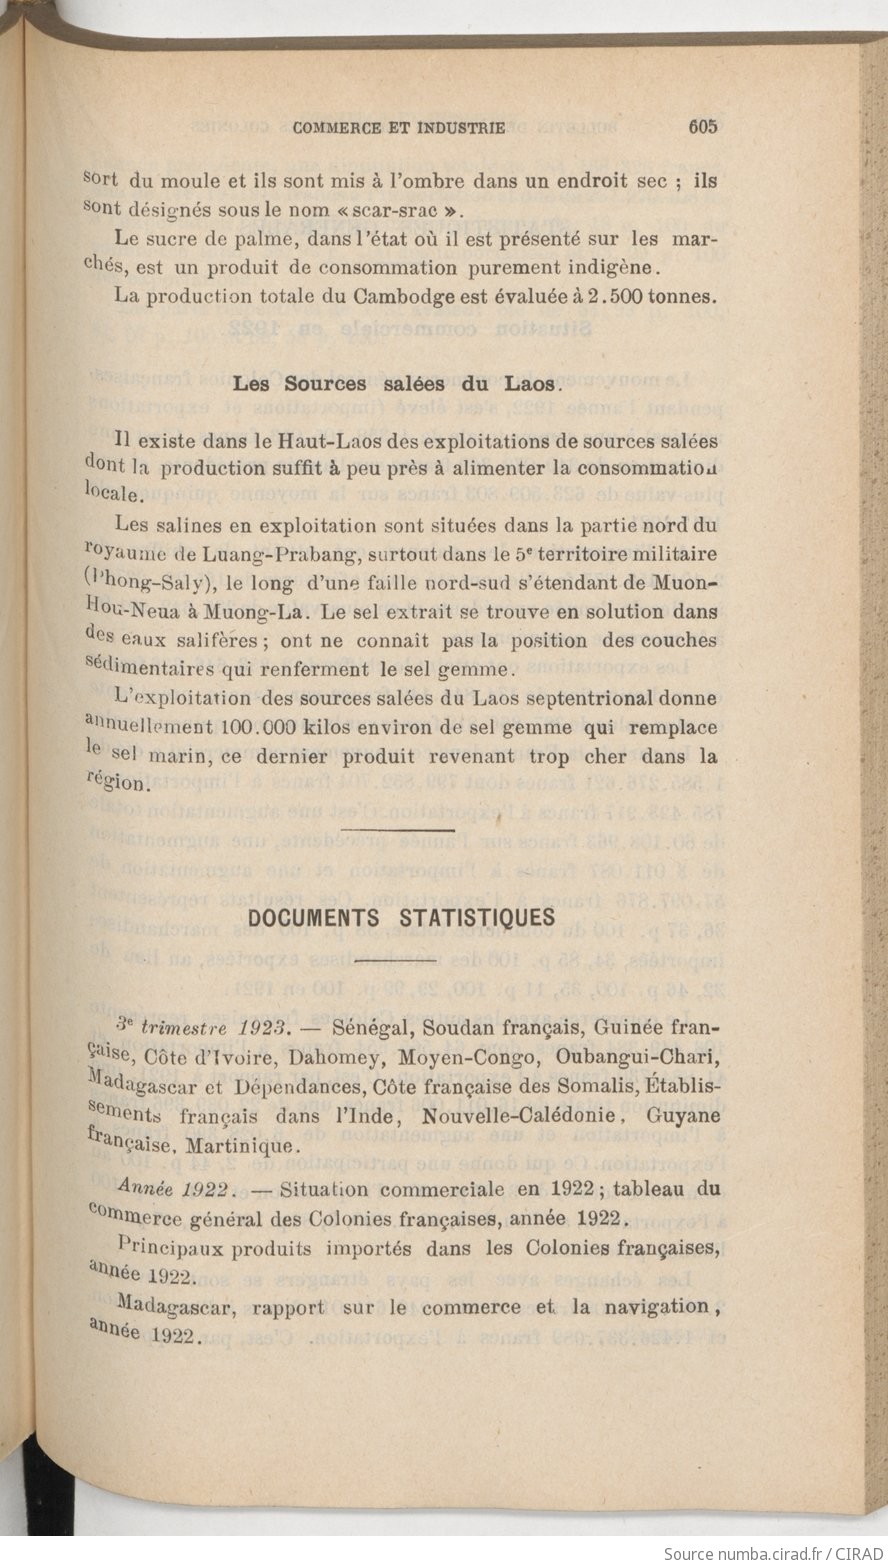 COMMERCE ET INDUSTRIE 605
sort du moule et ils sont mis à l'ombre dans un endroit sec ; ils
sont désignés sous le nom « scar-srac ».
Le sucre de palme, dans l'état où il est présenté sur les mar-
chés, est un produit de consommation purement indigène.
La production totale du Cambodge est évaluée à 2.500 tonnes.
Les Sources salées du Laos.
Il existe dans le Haut-Laos des exploitations de sources salées
dont la production suffit à peu près à alimenter la consommation
locale.
Les salines en exploitation sont situées dans la partie nord du
royaume de Luang-Prabang, surtout dans le 5e territoire militaire
(Phong-Saly), le long d'une faille nord-sud s'étendant de Muon-
Hou-Neua à Muong-La. Le sel extrait se trouve en solution dans
des eaux salifères ; ont ne connaît pas la position des couches
sédimentaires qui renferment le sel gemme.
L'exploitation des sources salées du Laos septentrional donne
annuellement 100.000 kilos environ de sel gemme qui remplace
le sel marin, ce dernier produit revenant trop cher dans la
région.
DOCUMENTS STATISTIQUES
3e trimestre 1923. — Sénégal, Soudan français, Guinée fran-
çaise, Côte d'Ivoire, Dahomey, Moyen-Congo, Oubangui-Chari,
Madagascar et Dépendances, Côte française des Somalis, Établis-
sements français dans l'Inde, Nouvelle-Calédonie, Guyane
française, Martinique.
Année 1922. — Situation commerciale en 1922 ; tableau du
commerce général des Colonies françaises, année 1922.
Principaux produits importés dans les Colonies françaises,
année 1922.
Madagascar, rapport sur le commerce et la navigation,
année 1922.
Source numba.cirad.fr / CIRAD